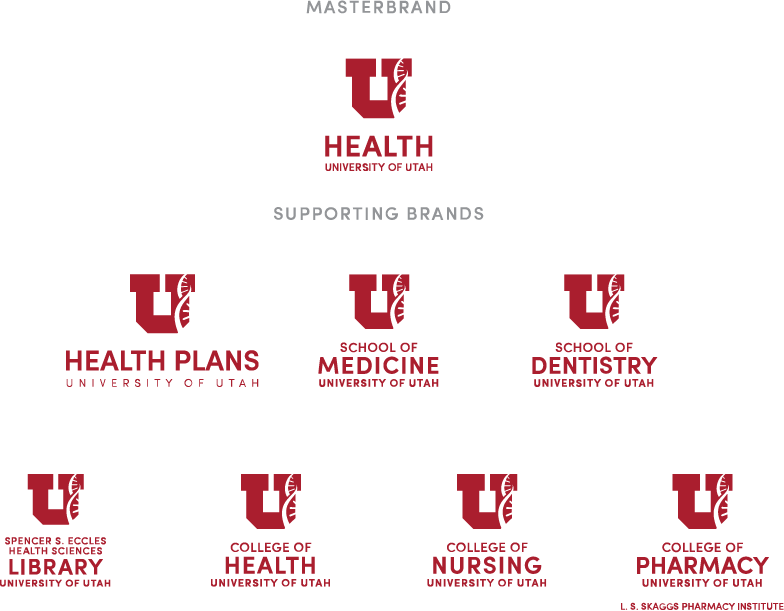 MASTERBRAND
HEALTH
UNIVERSITY OF UTAH
SUPPORTING BRANDS
HEALTH PLANS
UNIVERSITY OF UTAH
SCHOOL OF
MEDICINE
UNIVERSITY OF UTAH
SCHOOL OF
DENTISTRY
UNIVERSITY OF UTAH
SPENCER S. ECCLES
HEALTH SCIENCES
LIBRARY
UNIVERSITY OF UTAH
COLLEGE OF
HEALTH
UNIVERSITY OF UTAH
COLLEGE OF
NURSING
UNIVERSITY OF UTAH
COLLEGE OF
PHARMACY
UNIVERSITY OF UTAH
L. S. SKAGGS PHARMACY INSTITUTE